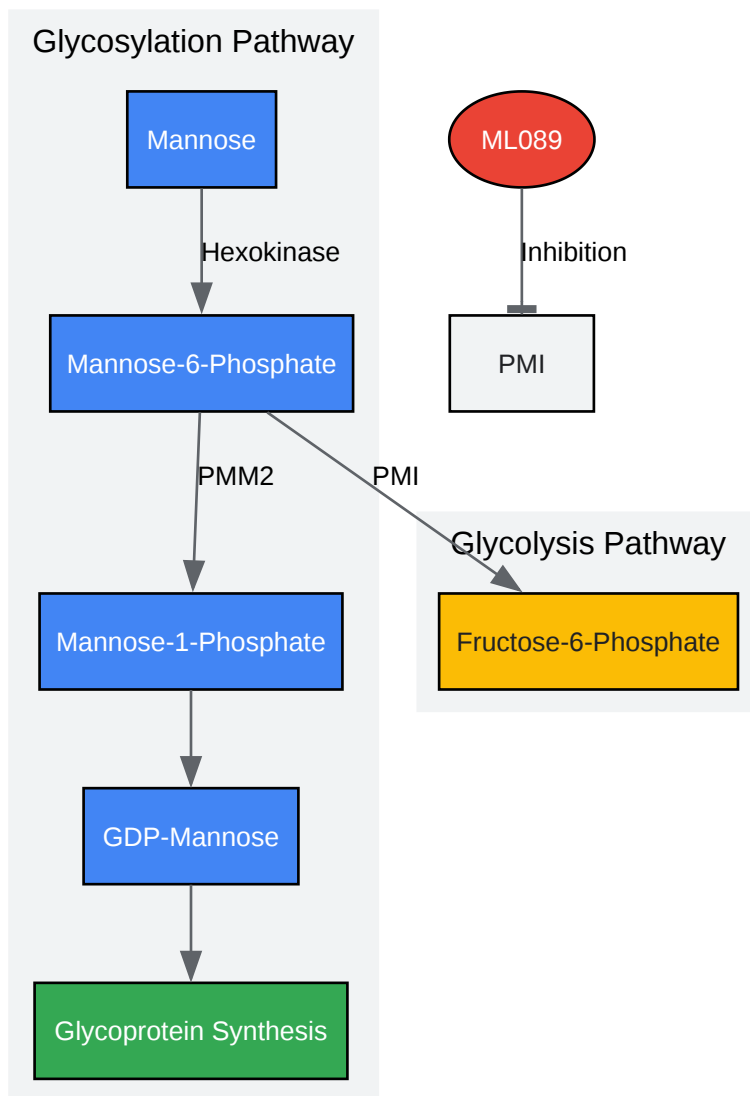 Glycosylation Pathway
Mannose
ML089
Hexokinase
Inhibition
Mannose-6-Phosphate
PMI
PMM2
PMI
Glycolysis Pathway
Mannose-1-Phosphate
Fructose-6-Phosphate
GDP-Mannose
Glycoprotein Synthesis